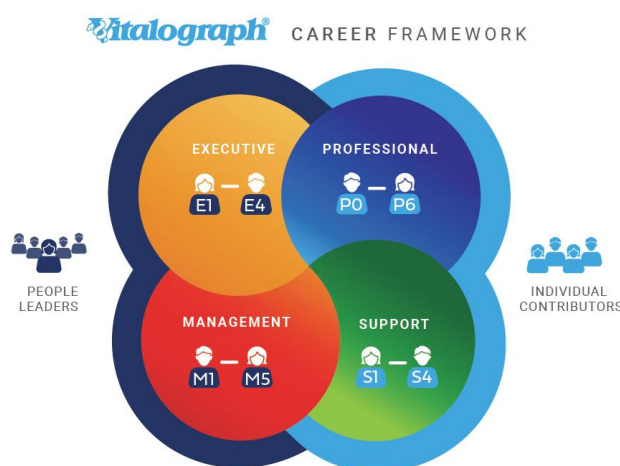 Vitalograph® CAREER FRAMEWORK
EXECUTIVE
E1 – E4
PROFESSIONAL
P0 – P6
PEOPLE
LEADERS
INDIVIDUAL
CONTRIBUTORS
MANAGEMENT
M1 – M5
SUPPORT
S1 – S4